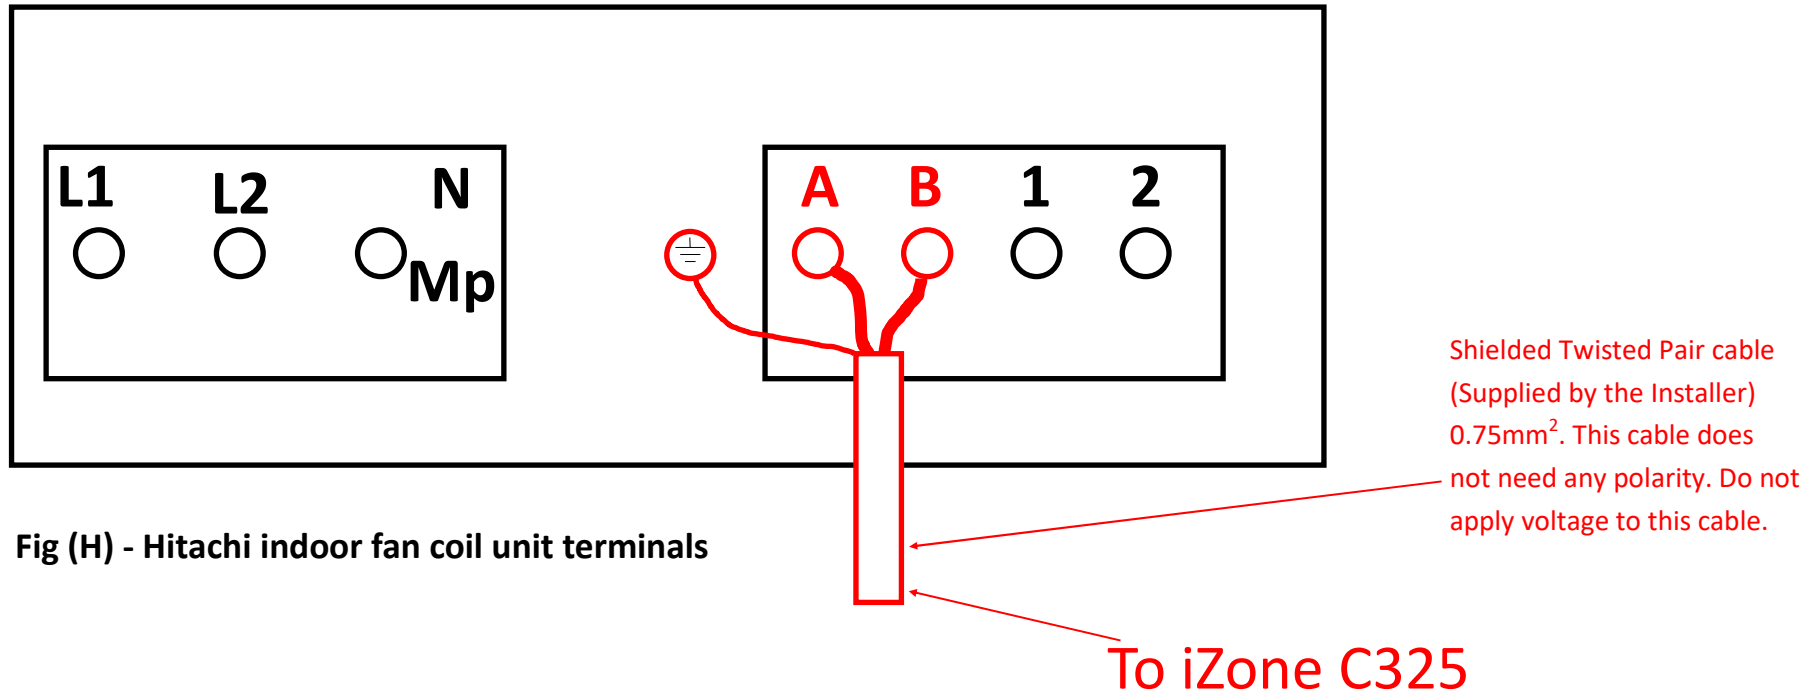 L1 L2 N
Mp
A B 1 2
Shielded Twisted Pair cable
(Supplied by the Installer)
0.75mm². This cable does
not need any polarity. Do not
apply voltage to this cable.
Fig (H) - Hitachi indoor fan coil unit terminals
To iZone C325